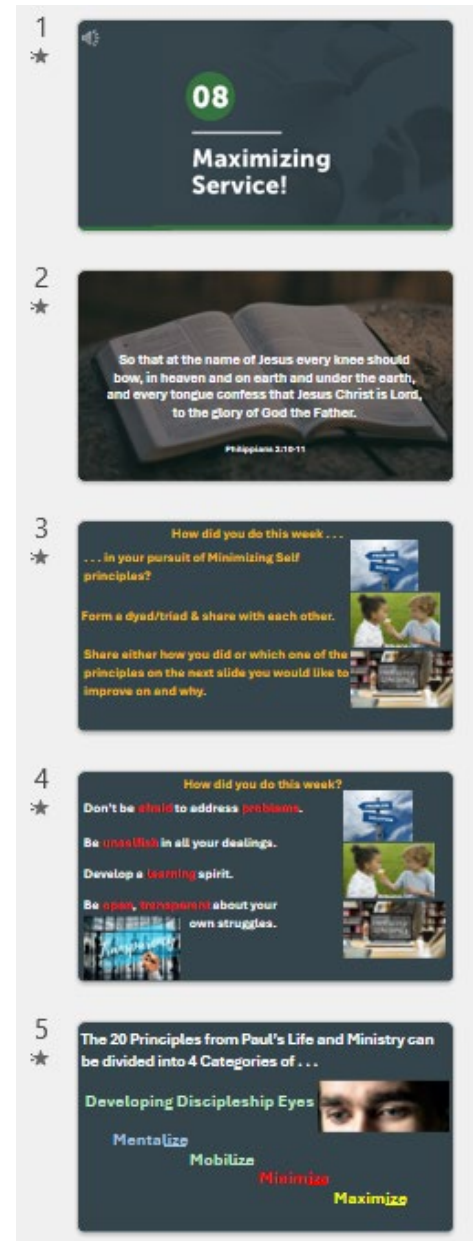 1
08
Maximizing
Service!
2
So that at the name of Jesus every knee should
bow, in heaven and on earth and under the earth,
and every tongue confess that Jesus Christ is Lord,
to the glory of God the Father.
Philippians 2:10-11
3
How did you do this week . . .
. . . in your pursuit of Minimizing Self
principles?
Form a dyad/triad & share with each other.
Share either how you did or which one of the
principles on the next slide you would like to
improve on and why.
4
How did you do this week?
Don't be afraid to address problems.
Be unselfish in all your dealings.
Develop a learning spirit.
Be open, transparent about your
own struggles.
Transparency
5
The 20 Principles from Paul's Life and Ministry can
be divided into 4 Categories of . . .
Developing Discipleship Eyes
Mentalize
Mobilize
Minimize
Maximize